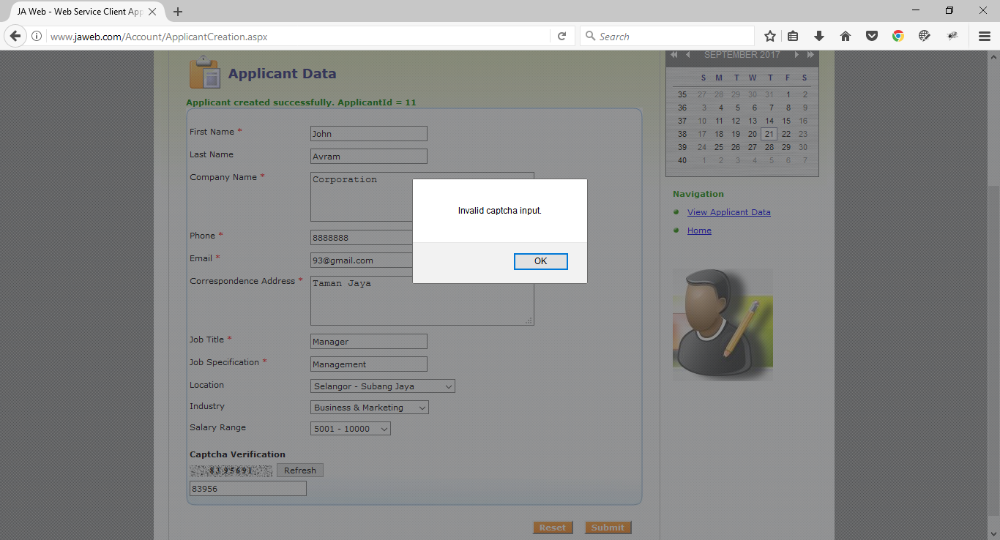 JA Web - Web Service Client App
www.jaweb.com/Account/ApplicantCreation.aspx
Search
Applicant Data
Applicant created successfully. ApplicantId = 11
First Name *
John
Last Name
Avram
Company Name *
Corporation
Phone *
8888888
Email *
93@gmail.com
Correspondence Address *
Taman Jaya
Job Title *
Manager
Job Specification *
Management
Location
Selangor - Subang Jaya
Industry
Business & Marketing
Salary Range
5001 - 10000
Captcha Verification
8395691
Refresh
83956
Reset
Submit
Invalid captcha input.
OK
SEPTEMBER 2017
S M T W T F S
35 27 28 29 30 31 1 2
36 3 4 5 6 7 8 9
37 10 11 12 13 14 15 16
38 17 18 19 20 21 22 23
39 24 25 26 27 28 29 30
40 1 2 3 4 5 6 7
Navigation
View Applicant Data
Home